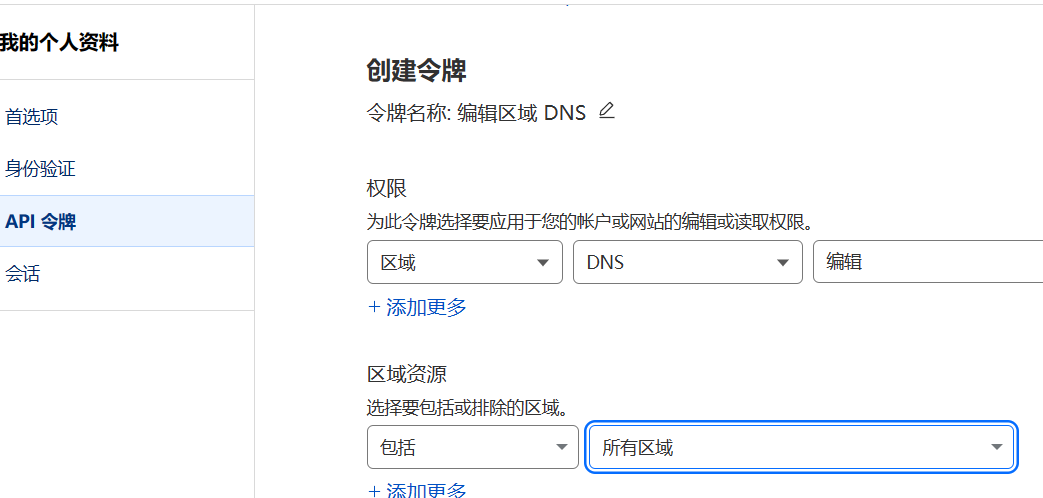 我的个人资料
首选项
身份验证
API 令牌
会话
创建令牌
令牌名称: 编辑区域 DNS
权限
为此令牌选择要应用于您的帐户或网站的编辑或读取权限。
区域 DNS 编辑
+ 添加更多
区域资源
选择要包括或排除的区域。
包括 所有区域
+ 添加更多